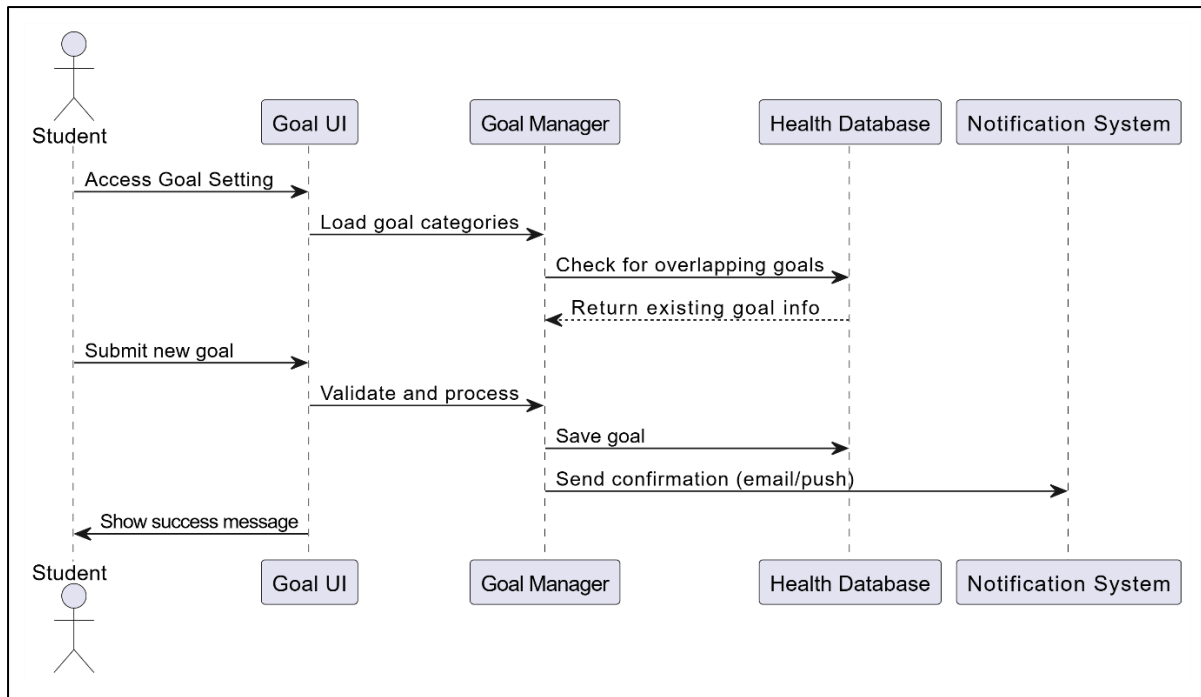 Student
Goal UI
Goal Manager
Health Database
Notification System
Access Goal Setting
Load goal categories
Check for overlapping goals
Return existing goal info
Submit new goal
Validate and process
Save goal
Send confirmation (email/push)
Show success message
Student
Goal UI
Goal Manager
Health Database
Notification System